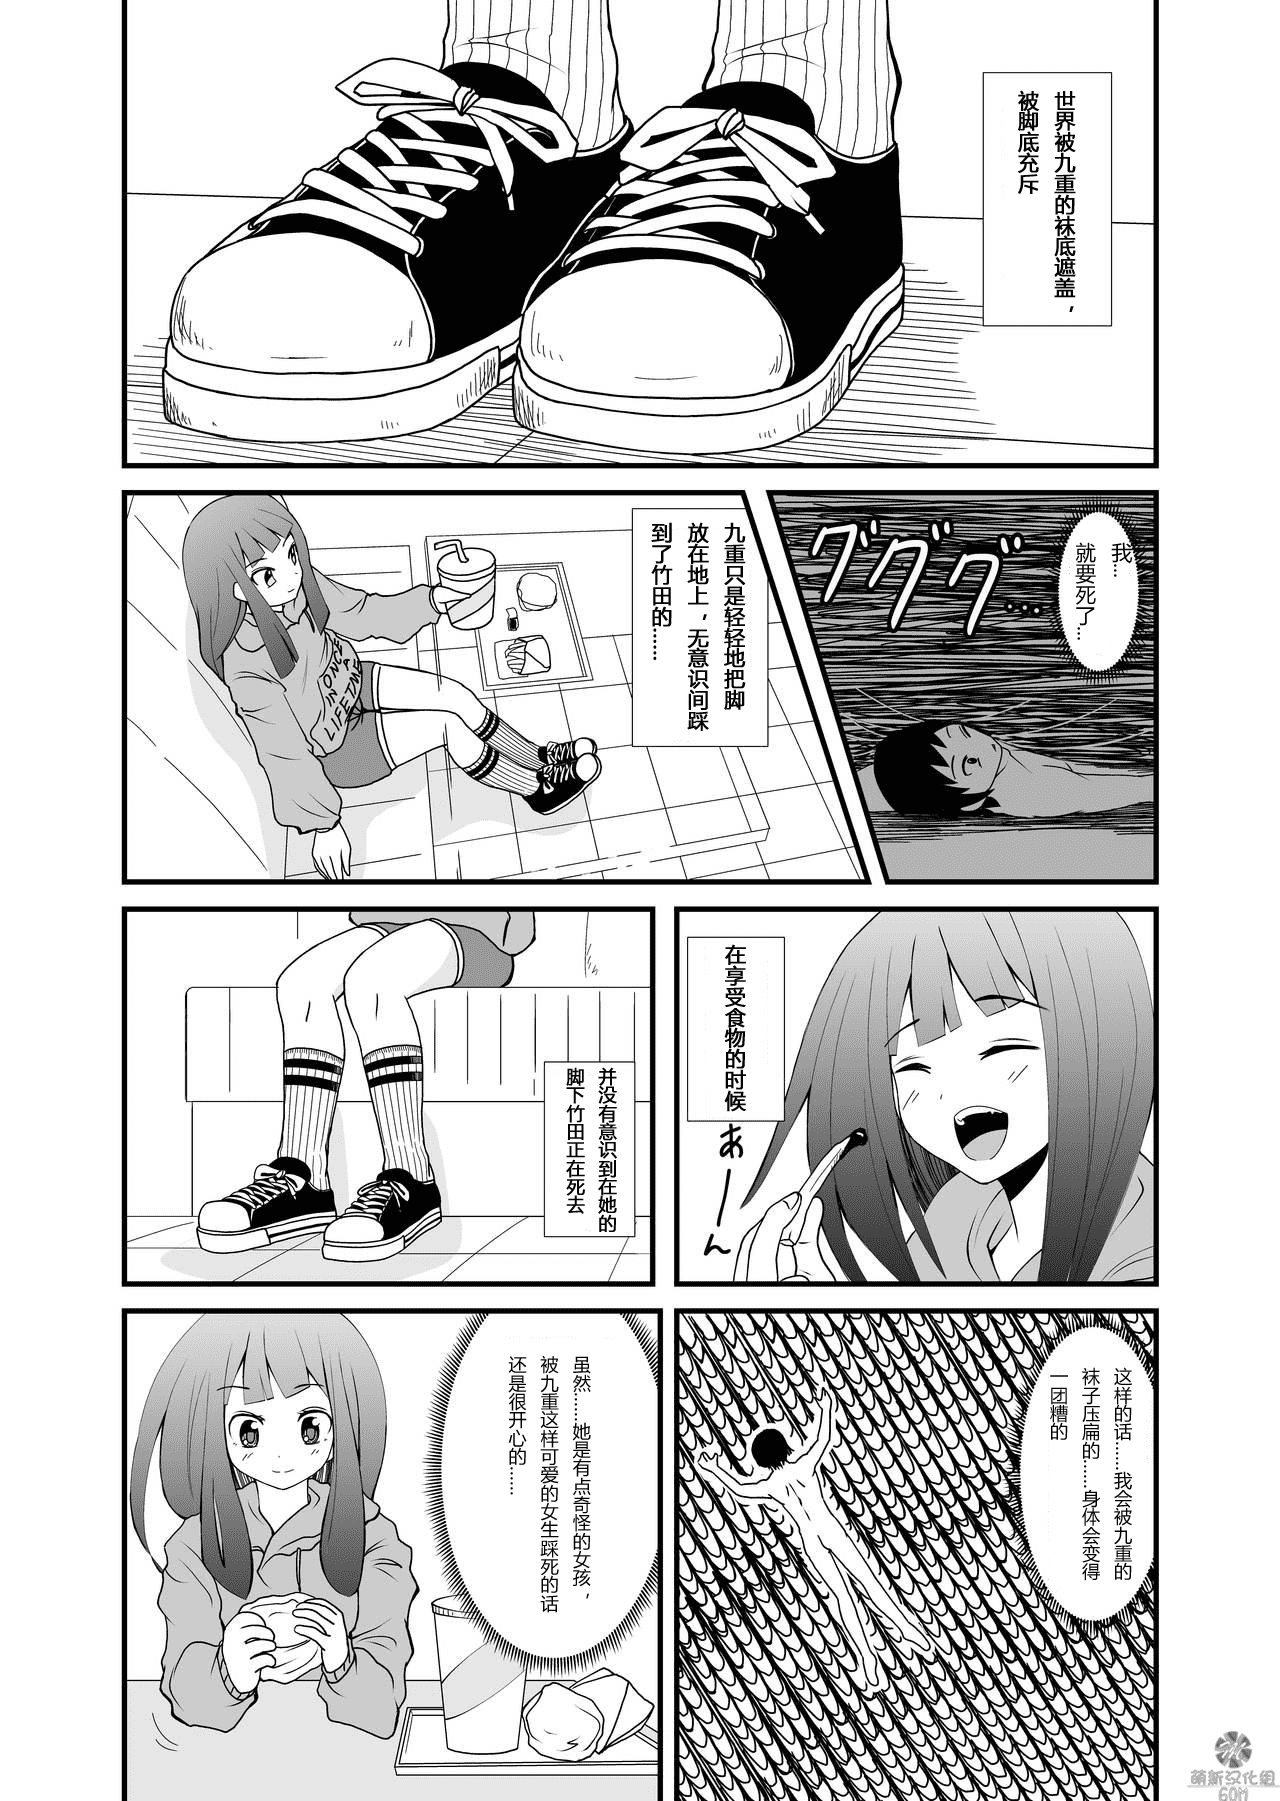 世界被九重的袜底遮盖，
被脚底充斥
我…
就要死了…
グググ…
九重只是轻轻地把脚
放在地上，无意识间踩
到了竹田的……
ONCE
IN A
LIFETIME
在享受食物的时候
あーん
并没有意识到在她的
脚下竹田正在死去
这样的话……我会被九重的
袜子压扁的……身体会变得
一团糟的
虽然……她是有点奇怪的女孩，
被九重这样可爱的女生踩死的话
还是很开心的……
萌新汉化组